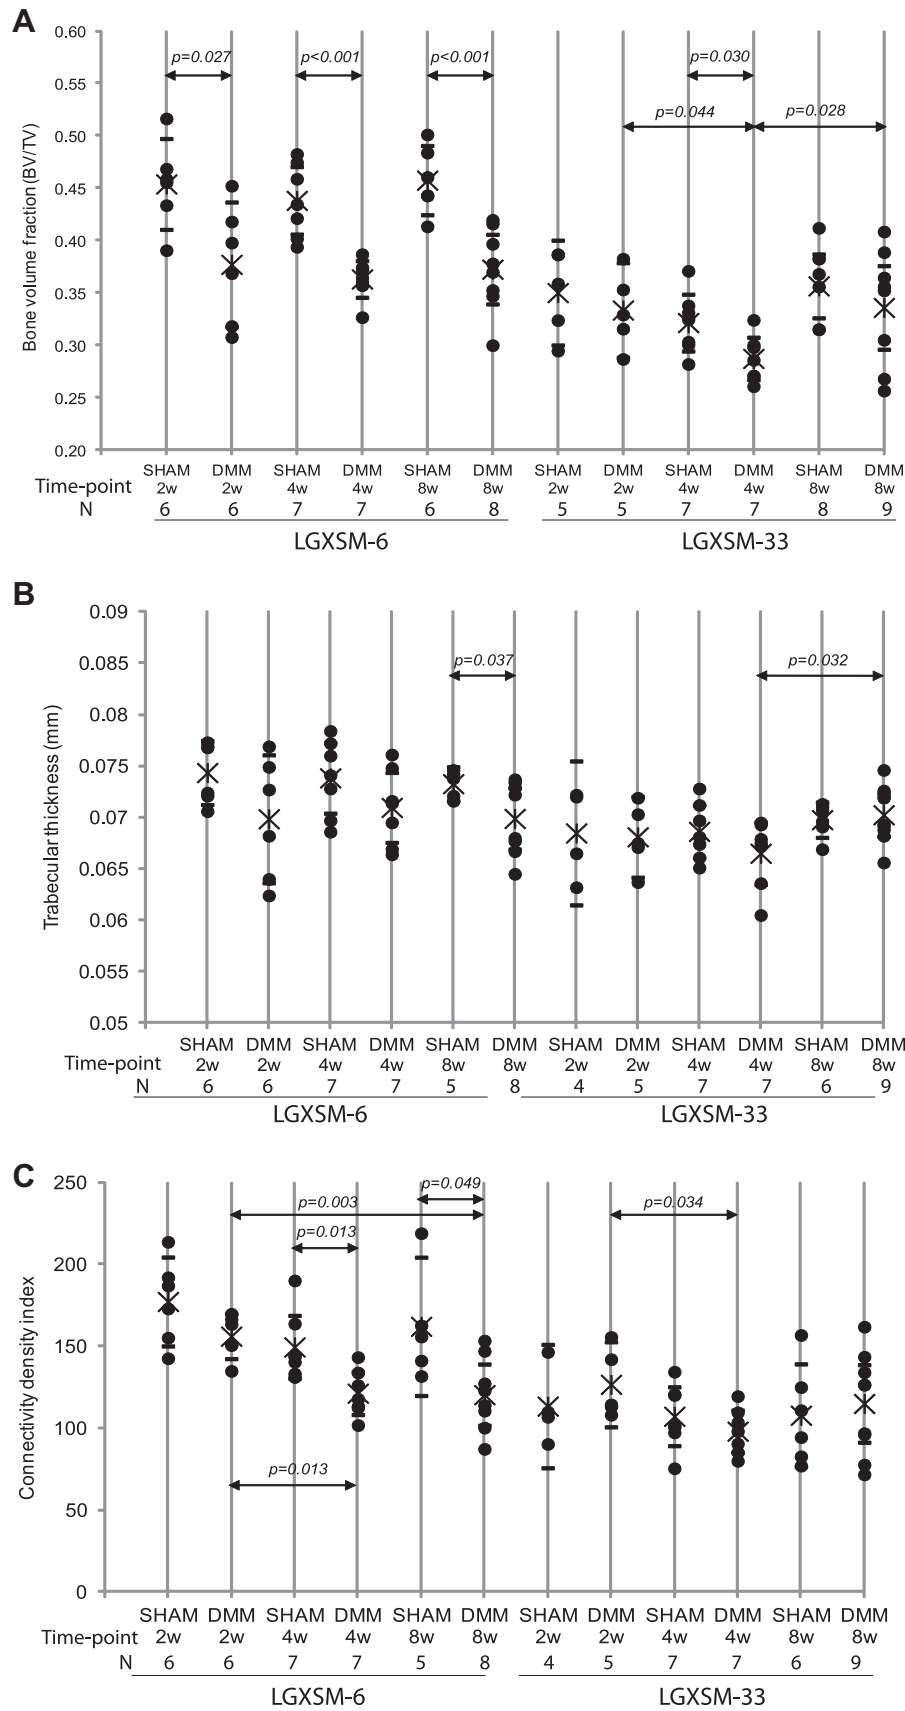 A
Bone volume fraction (BV/TV)
0.60
0.55
0.50
0.45
0.40
0.35
0.30
0.25
0.20
p=0.027
p<0.001
p<0.001
p=0.030
p=0.044
p=0.028
SHAM DMM SHAM DMM SHAM DMM SHAM DMM SHAM DMM SHAM DMM
Time-point 2w 2w 4w 4w 8w 8w 2w 2w 4w 4w 8w 8w
N 6 6 7 7 6 8 5 5 7 7 8 9
LGXSM-6 LGXSM-33
B
Trabecular thickness (mm)
0.09
0.085
0.08
0.075
0.07
0.065
0.06
0.055
0.05
p=0.037
p=0.032
SHAM DMM SHAM DMM SHAM DMM SHAM DMM SHAM DMM SHAM DMM
Time-point 2w 2w 4w 4w 8w 8w 2w 2w 4w 4w 8w 8w
N 6 6 7 7 5 8 4 5 7 7 6 9
LGXSM-6 LGXSM-33
C
Connectivity density index
250
200
150
100
50
0
p=0.049
p=0.003
p=0.034
p=0.013
p=0.013
SHAM DMM SHAM DMM SHAM DMM SHAM DMM SHAM DMM SHAM DMM
Time-point 2w 2w 4w 4w 8w 8w 2w 2w 4w 4w 8w 8w
N 6 6 7 7 5 8 4 5 7 7 6 9
LGXSM-6 LGXSM-33